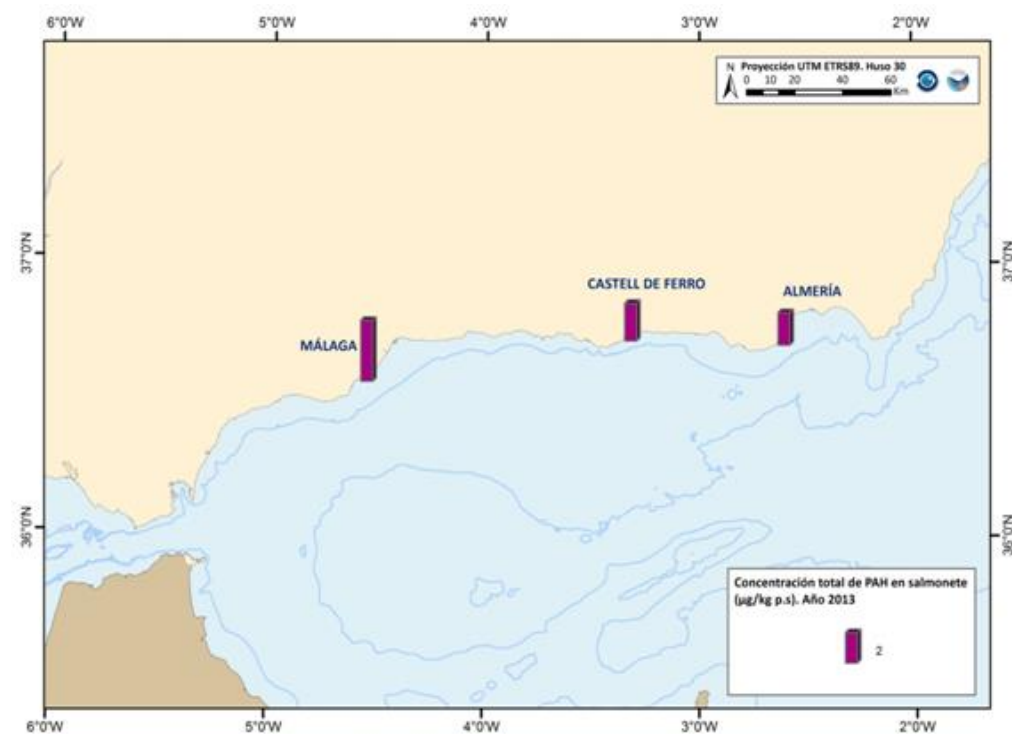 6°0'W 5°0'W 4°0'W 3°0'W 2°0'W
N Proyección UTM ETRS89. Huso 30
0 10 20 40 60
Km
37°0'N 37°0'N
CASTELL DE FERRO
ALMERÍA
MÁLAGA
36°0'N 36°0'N
Concentración total de PAH en salmonete
(µg/kg p.s). Año 2013
2
6°0'W 5°0'W 4°0'W 3°0'W 2°0'W